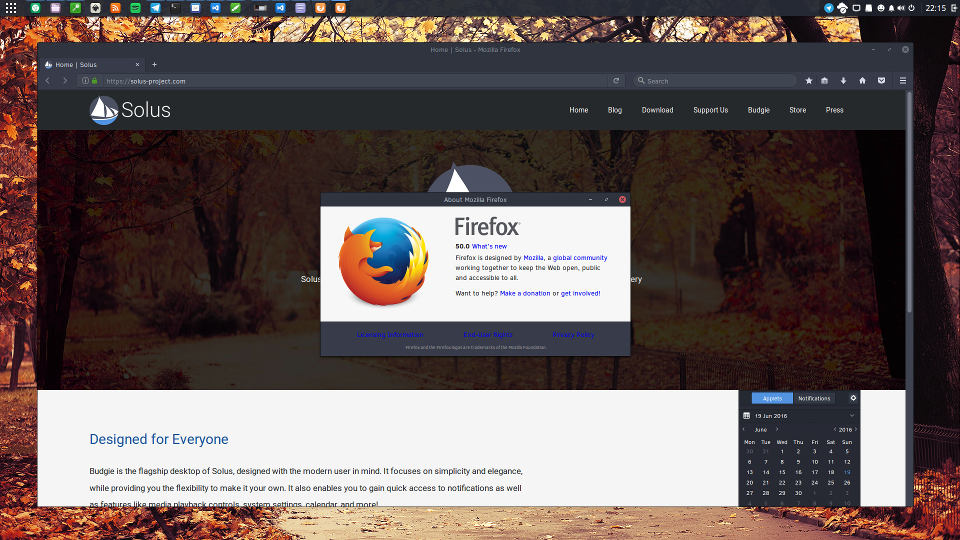 22:15
Home | Solus - Mozilla Firefox
Home | Solus
https://solus-project.com
Search
Solus
Home Blog Download Support Us Budgie Store Press
About Mozilla Firefox
Firefox
50.0 What's new
Firefox is designed by Mozilla, a global community
working together to keep the Web open, public
and accessible to all.
Want to help? Make a donation or get involved!
Licensing Information End-User Rights Privacy Policy
Firefox and the Firefox logos are trademarks of the Mozilla Foundation.
Solus
ery
Designed for Everyone
Budgie is the flagship desktop of Solus, designed with the modern user in mind. It focuses on simplicity and elegance,
while providing you the flexibility to make it your own. It also enables you to gain quick access to notifications as well
as features like media playback controls, system settings, calendar, and more!
Applets Notifications
19 Jun 2016
June 2016
Mon Tue Wed Thu Fri Sat Sun
30 31 1 2 3 4 5
6 7 8 9 10 11 12
13 14 15 16 17 18 19
20 21 22 23 24 25 26
27 28 29 30 1 2 3
4 5 6 7 8 9 10